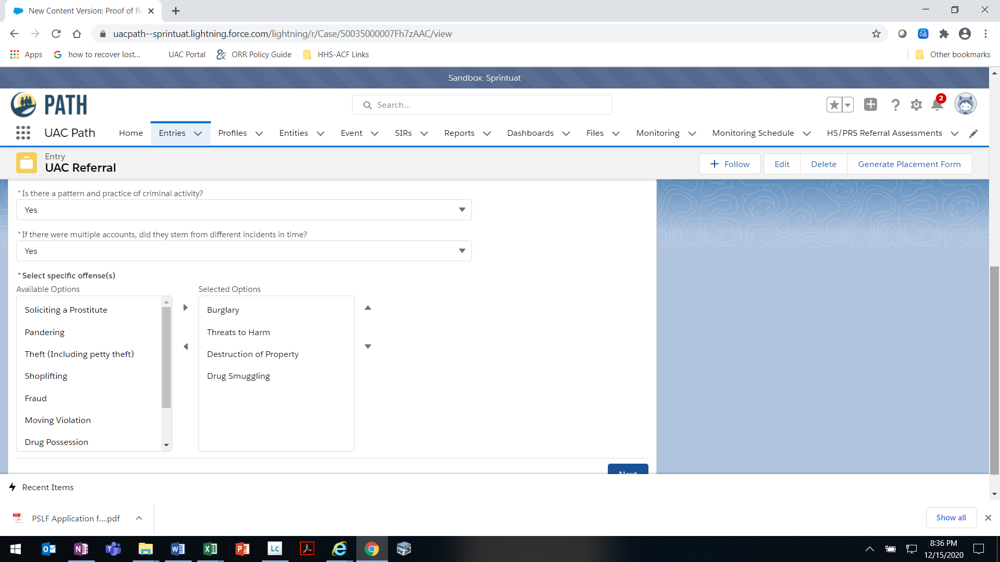 New Content Version: Proof of Re
uacpath--sprintuat.lightning.force.com/lightning/r/Case/50035000007Fh7zAAC/view
Apps how to recover lost... UAC Portal ORR Policy Guide HHS-ACF Links Other bookmarks
Sandbox: Sprintuat
PATH Search... 2
UAC Path Home Entries Profiles Entities Event SIRs Reports Dashboards Files Monitoring Monitoring Schedule HS/PRS Referral Assessments
Entry
UAC Referral
Follow Edit Delete Generate Placement Form
*Is there a pattern and practice of criminal activity?
Yes
*If there were multiple accounts, did they stem from different incidents in time?
Yes
*Select specific offense(s)
Available Options Selected Options
Soliciting a Prostitute Burglary
Pandering Threats to Harm
Theft (Including petty theft) Destruction of Property
Shoplifting Drug Smuggling
Fraud
Moving Violation
Drug Possession
Next
Recent Items
PSLF Application f....pdf Show all
8:36 PM
12/15/2020